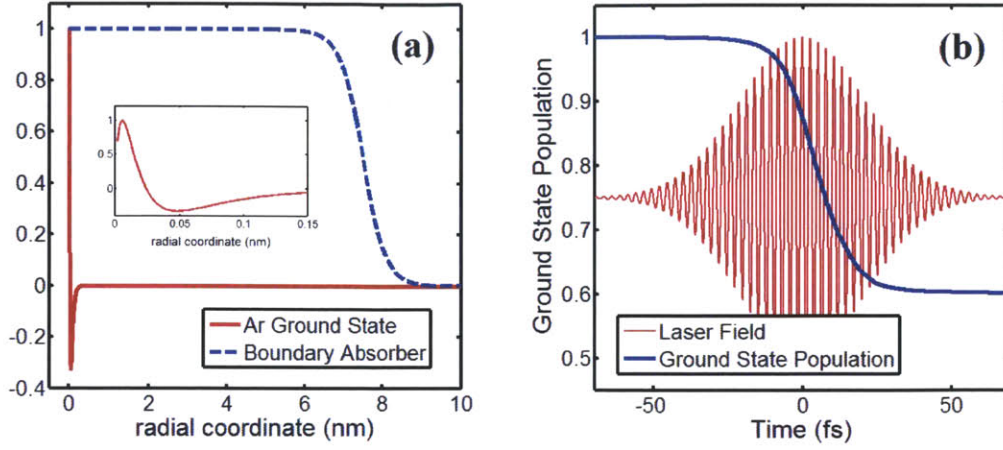 (a)
1
0.8
0.6
0.4
0.2
0
-0.2
-0.4
1
0.5
0
0 0.05 0.1 0.15
radial coordinate (nm)
Ar Ground State
Boundary Absorber
0 2 4 6 8 10
radial coordinate (nm)
(b)
Ground State Population
1
0.9
0.8
0.7
0.6
0.5
Laser Field
Ground State Population
-50 0 50
Time (fs)